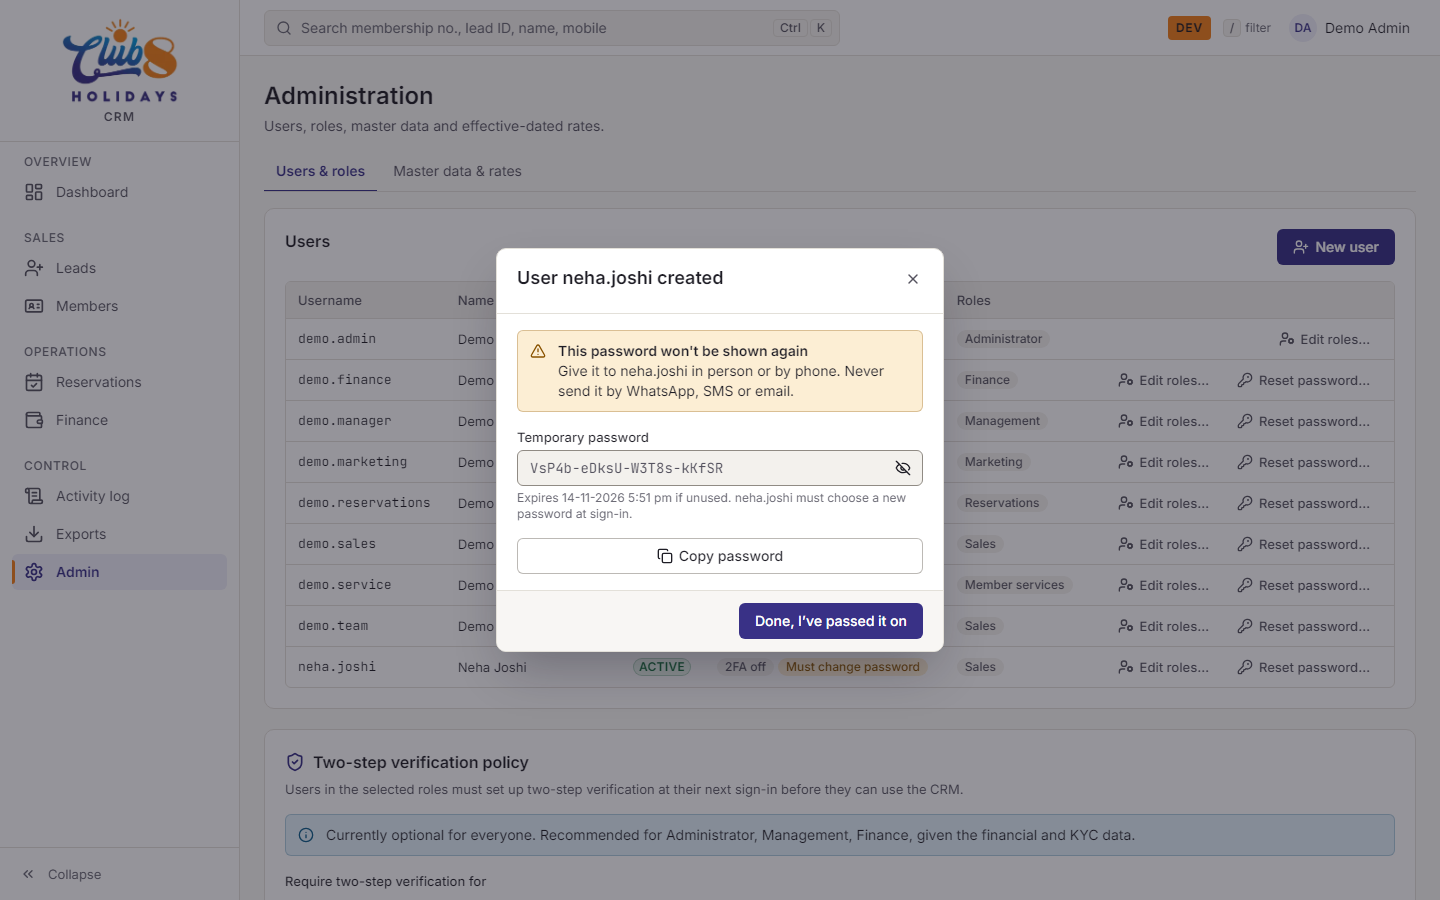 Club8
HOLIDAYS
CRM
OVERVIEW
Dashboard
SALES
Leads
Members
OPERATIONS
Reservations
Finance
CONTROL
Activity log
Exports
Admin
Collapse
Search membership no., lead ID, name, mobile
Ctrl K
DEV
/ filter
DA Demo Admin
Administration
Users, roles, master data and effective-dated rates.
Users & roles
Master data & rates
Users
New user
Username Name Roles
demo.admin Demo Administrator Edit roles...
demo.finance Demo Finance Edit roles... Reset password...
demo.manager Demo Management Edit roles... Reset password...
demo.marketing Demo Marketing Edit roles... Reset password...
demo.reservations Demo Reservations Edit roles... Reset password...
demo.sales Demo Sales Edit roles... Reset password...
demo.service Demo Member services Edit roles... Reset password...
demo.team Demo Sales Edit roles... Reset password...
neha.joshi Neha Joshi ACTIVE 2FA off Must change password Sales Edit roles... Reset password...
User neha.joshi created
This password won't be shown again
Give it to neha.joshi in person or by phone. Never
send it by WhatsApp, SMS or email.
Temporary password
VsP4b-eDksU-W3T8s-kKfSR
Expires 14-11-2026 5:51 pm if unused. neha.joshi must choose a new
password at sign-in.
Copy password
Done, I've passed it on
Two-step verification policy
Users in the selected roles must set up two-step verification at their next sign-in before they can use the CRM.
Currently optional for everyone. Recommended for Administrator, Management, Finance, given the financial and KYC data.
Require two-step verification for